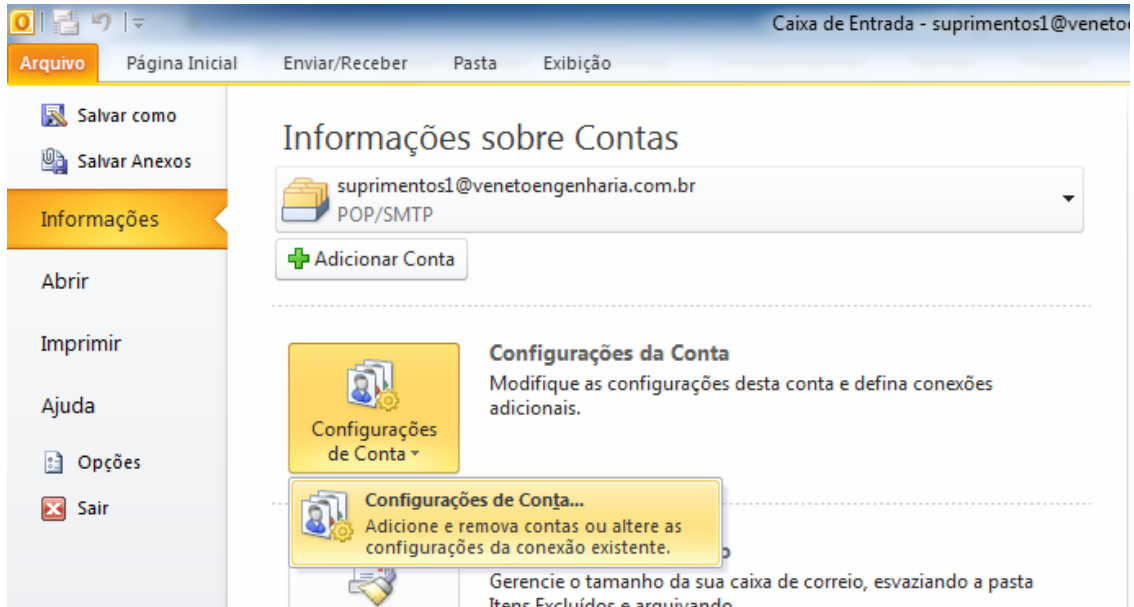 Caixa de Entrada - suprimentos1@veneto
Arquivo Página Inicial Enviar/Receber Pasta Exibição
Salvar como
Salvar Anexos
Informações
Abrir
Imprimir
Ajuda
Opções
Sair
Informações sobre Contas
suprimentos1@venetoengenharia.com.br
POP/SMTP
Adicionar Conta
Configurações
de Conta
Configurações da Conta
Modifique as configurações desta conta e defina conexões
adicionais.
Configurações de Conta...
Adicione e remova contas ou altere as
configurações da conexão existente.
Gerencie o tamanho da sua caixa de correio, esvaziando a pasta
Itens Excluídos e arquivando